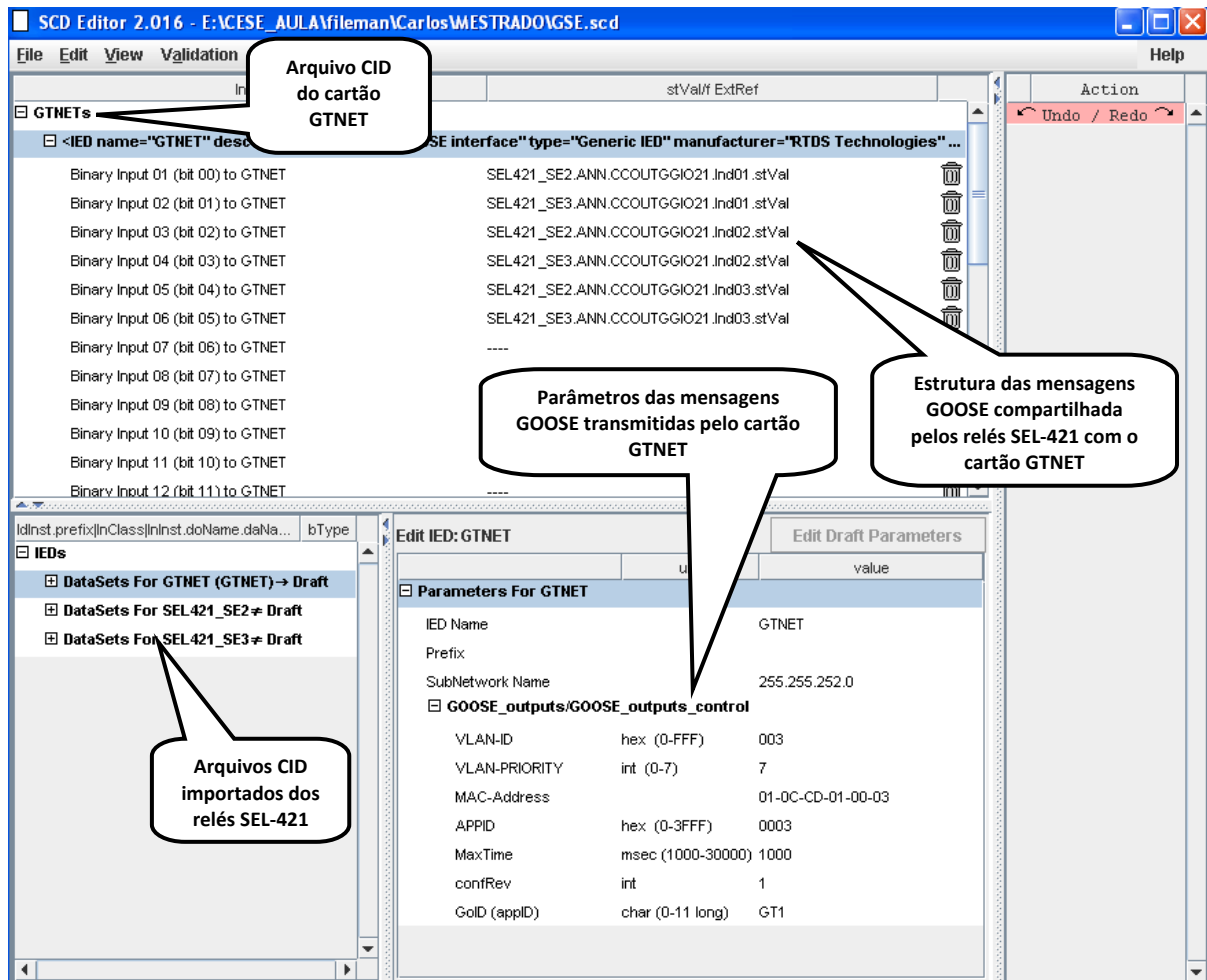 SCD Editor 2.016 - E:\CESE_AULA\fileman\Carlos\MESTRADO\GSE.scd
File Edit View Validation Help
Arquivo CID
do cartão
GTNET
In
stVal/f ExtRef
Action
Undo / Redo
GTNETs
<IED name="GTNET" desc
SE interface" type="Generic IED" manufacturer="RTDS Technologies" ...
Binary Input 01 (bit 00) to GTNET SEL421_SE2.ANN.CCOUTGGIO21.Ind01.stVal
Binary Input 02 (bit 01) to GTNET SEL421_SE3.ANN.CCOUTGGIO21.Ind01.stVal
Binary Input 03 (bit 02) to GTNET SEL421_SE2.ANN.CCOUTGGIO21.Ind02.stVal
Binary Input 04 (bit 03) to GTNET SEL421_SE3.ANN.CCOUTGGIO21.Ind02.stVal
Binary Input 05 (bit 04) to GTNET SEL421_SE2.ANN.CCOUTGGIO21.Ind03.stVal
Binary Input 06 (bit 05) to GTNET SEL421_SE3.ANN.CCOUTGGIO21.Ind03.stVal
Binary Input 07 (bit 06) to GTNET ----
Binary Input 08 (bit 07) to GTNET
Binary Input 09 (bit 08) to GTNET
Binary Input 10 (bit 09) to GTNET
Binary Input 11 (bit 10) to GTNET
Binary Input 12 (bit 11) to GTNET ----
Parâmetros das mensagens
GOOSE transmitidas pelo cartão
GTNET
Estrutura das mensagens
GOOSE compartilhada
pelos relés SEL-421 com o
cartão GTNET
ldInst.prefix|lnClass|lnInst.doName.daNa... bType
IEDs
DataSets For GTNET (GTNET)→ Draft
DataSets For SEL421_SE2≠ Draft
DataSets For SEL421_SE3≠ Draft
Arquivos CID
importados dos
relés SEL-421
Edit IED: GTNET Edit Draft Parameters
u value
Parameters For GTNET
IED Name GTNET
Prefix
SubNetwork Name 255.255.252.0
GOOSE_outputs/GOOSE_outputs_control
VLAN-ID hex (0-FFF) 003
VLAN-PRIORITY int (0-7) 7
MAC-Address 01-0C-CD-01-00-03
APPID hex (0-3FFF) 0003
MaxTime msec (1000-30000) 1000
confRev int 1
GoID (appID) char (0-11 long) GT1